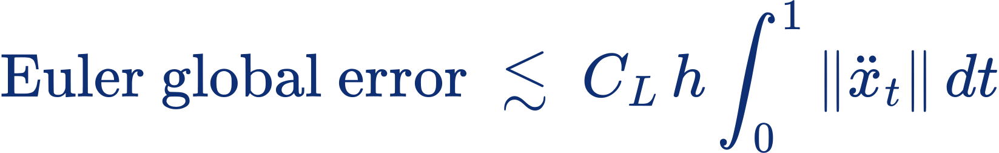 Euler global error ≲ C_L h ∫_0^1 ‖ẍ_t‖ dt